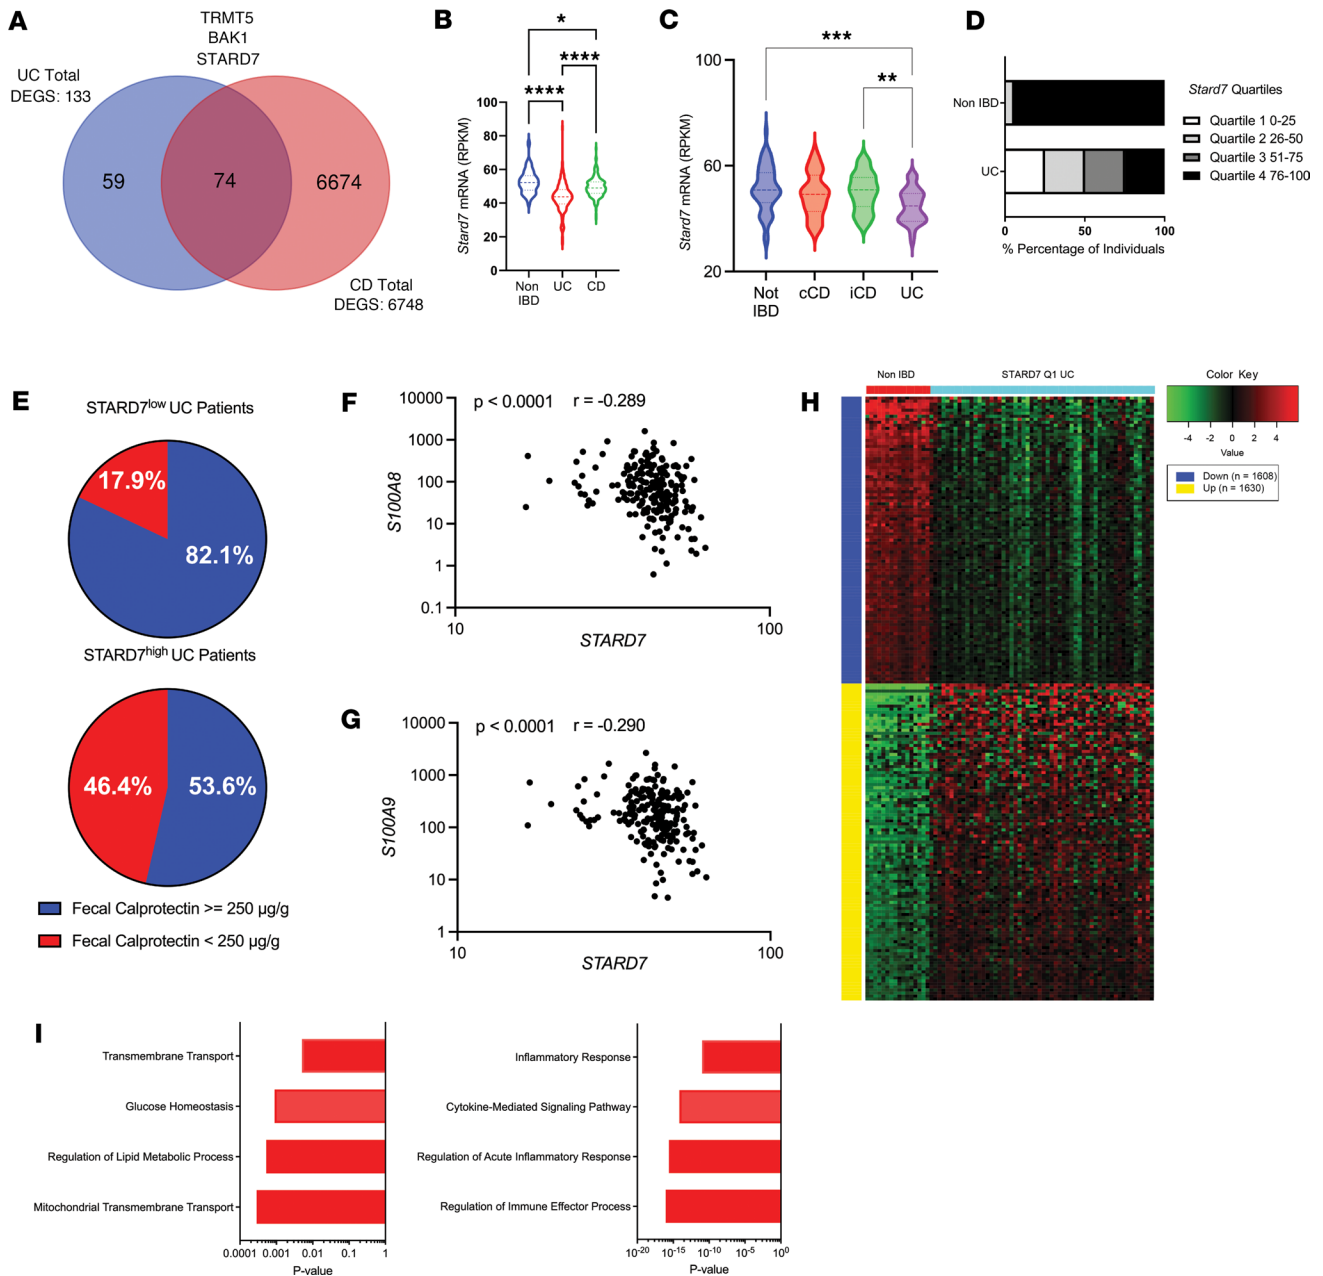 A
TRMT5
BAK1
STARD7
UC Total
DEGS: 133
59
74
6674
CD Total
DEGS: 6748
B
*
****
****
Stard7 mRNA (RPKM)
100
80
60
40
20
0
Non IBD
UC
CD
C
***
**
Stard7 mRNA (RPKM)
100
60
20
Not IBD
cCD
iCD
UC
D
Non IBD
UC
0
50
100
% Percentage of Individuals
Stard7 Quartiles
Quartile 1 0-25
Quartile 2 26-50
Quartile 3 51-75
Quartile 4 76-100
E
STARD7low UC Patients
17.9%
82.1%
STARD7high UC Patients
46.4%
53.6%
Fecal Calprotectin >= 250 µg/g
Fecal Calprotectin < 250 µg/g
F
p < 0.0001
r = -0.289
S100A8
10000
1000
100
10
1
0.1
10
100
STARD7
G
p < 0.0001
r = -0.290
S100A9
10000
1000
100
10
1
10
100
STARD7
H
Non IBD
STARD7 Q1 UC
Color Key
-4
-2
0
2
4
Value
Down (n = 1608)
Up (n = 1630)
I
Transmembrane Transport
Glucose Homeostasis
Regulation of Lipid Metabolic Process
Mitochondrial Transmembrane Transport
0.0001
0.001
0.01
0.1
1
P-value
Inflammatory Response
Cytokine-Mediated Signaling Pathway
Regulation of Acute Inflammatory Response
Regulation of Immune Effector Process
10-20
10-15
10-10
10-5
100
P-value